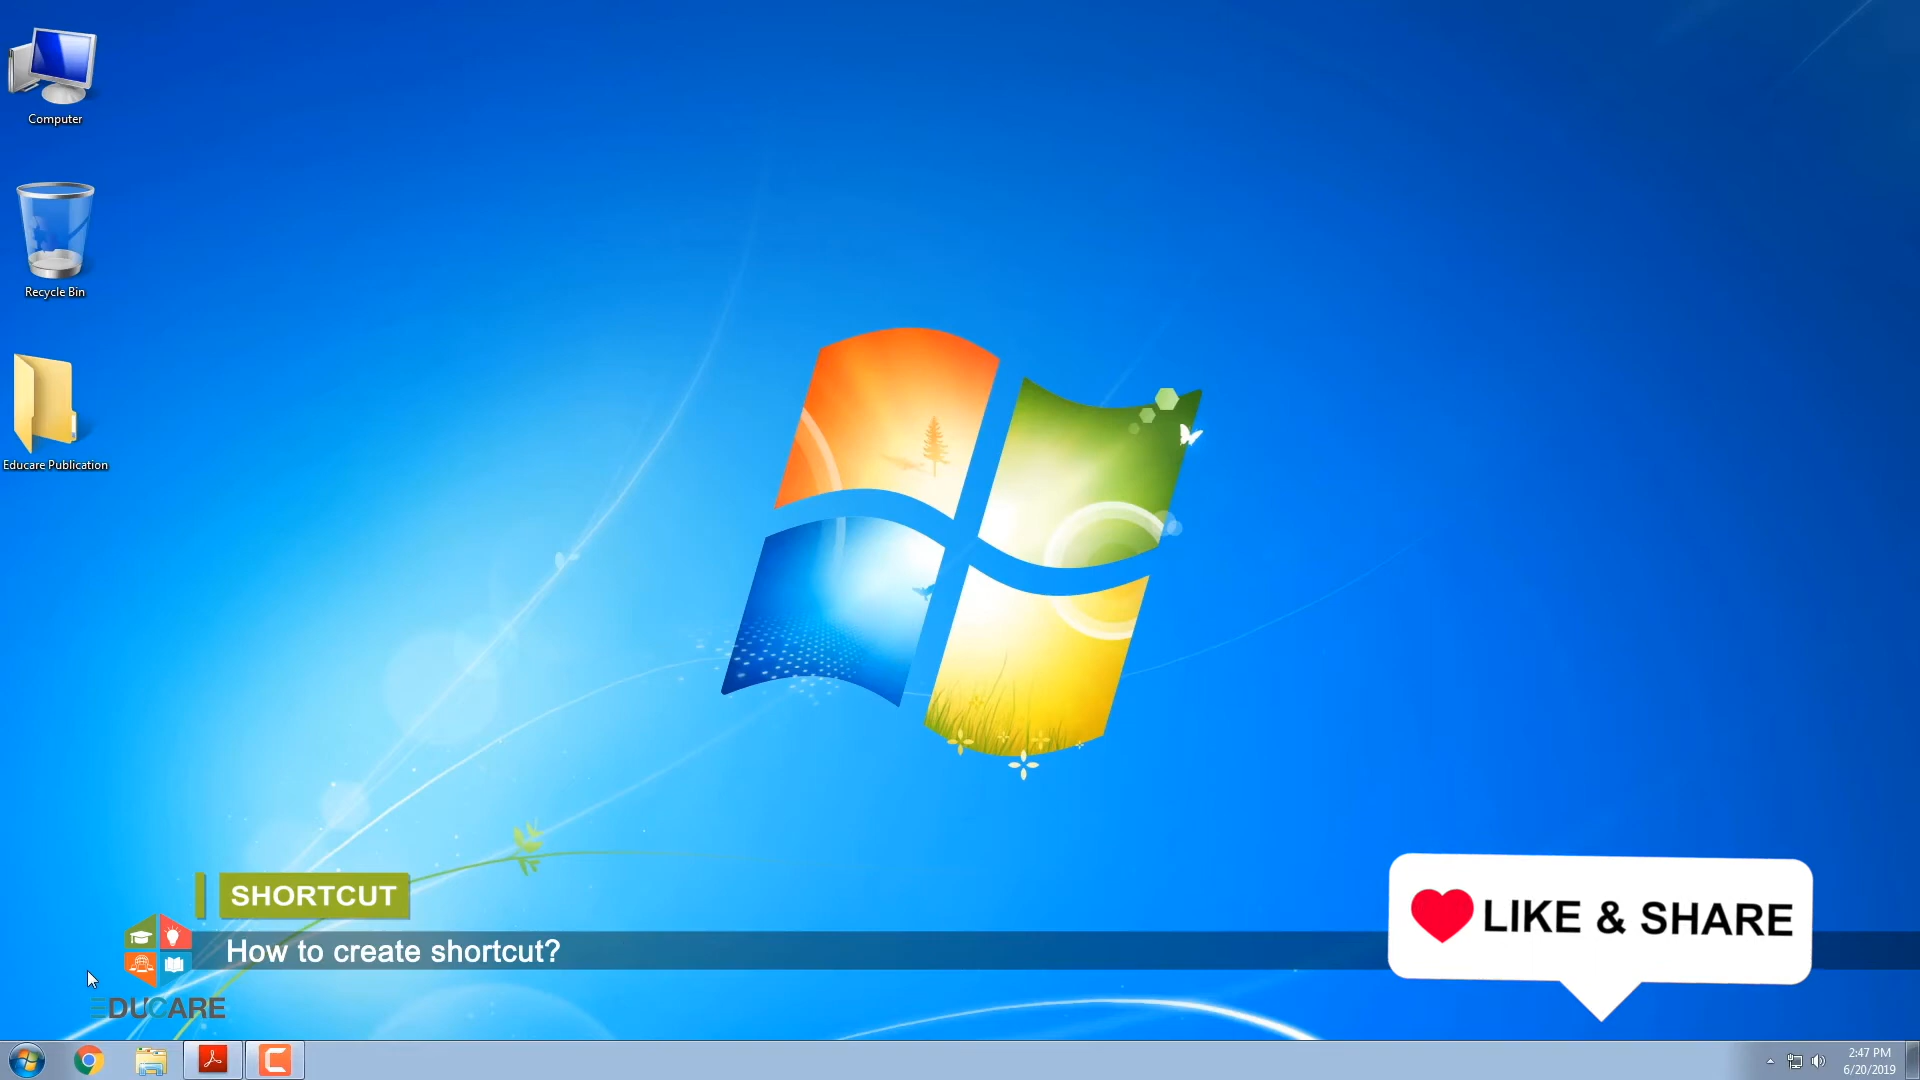 Computer
Recycle Bin
Educare Publication
SHORTCUT
How to create shortcut?
EDUCARE
LIKE & SHARE
2:47 PM
6/20/2019